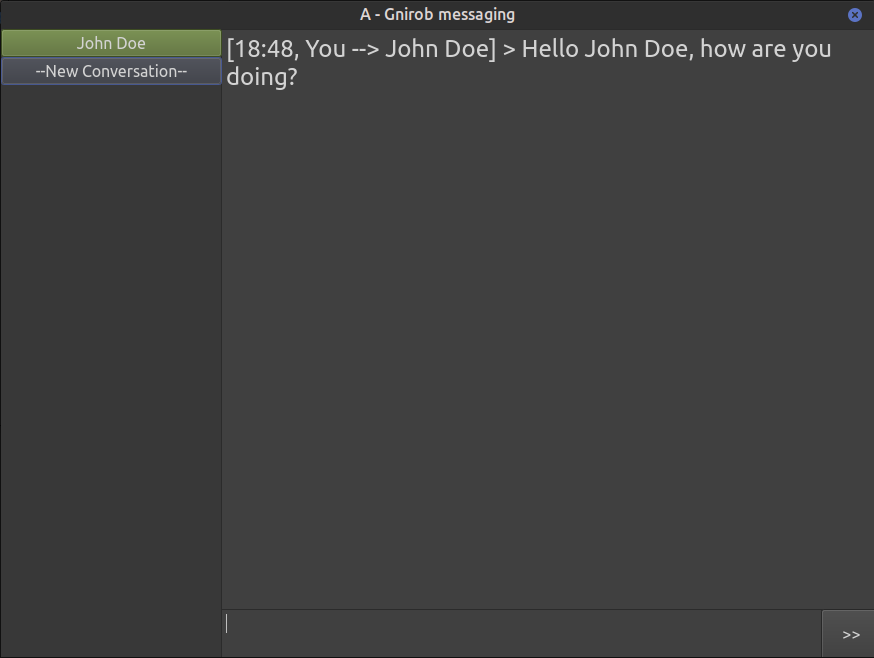 A - Gnirob messaging
John Doe
--New Conversation--
[18:48, You --> John Doe] > Hello John Doe, how are you
doing?
>>